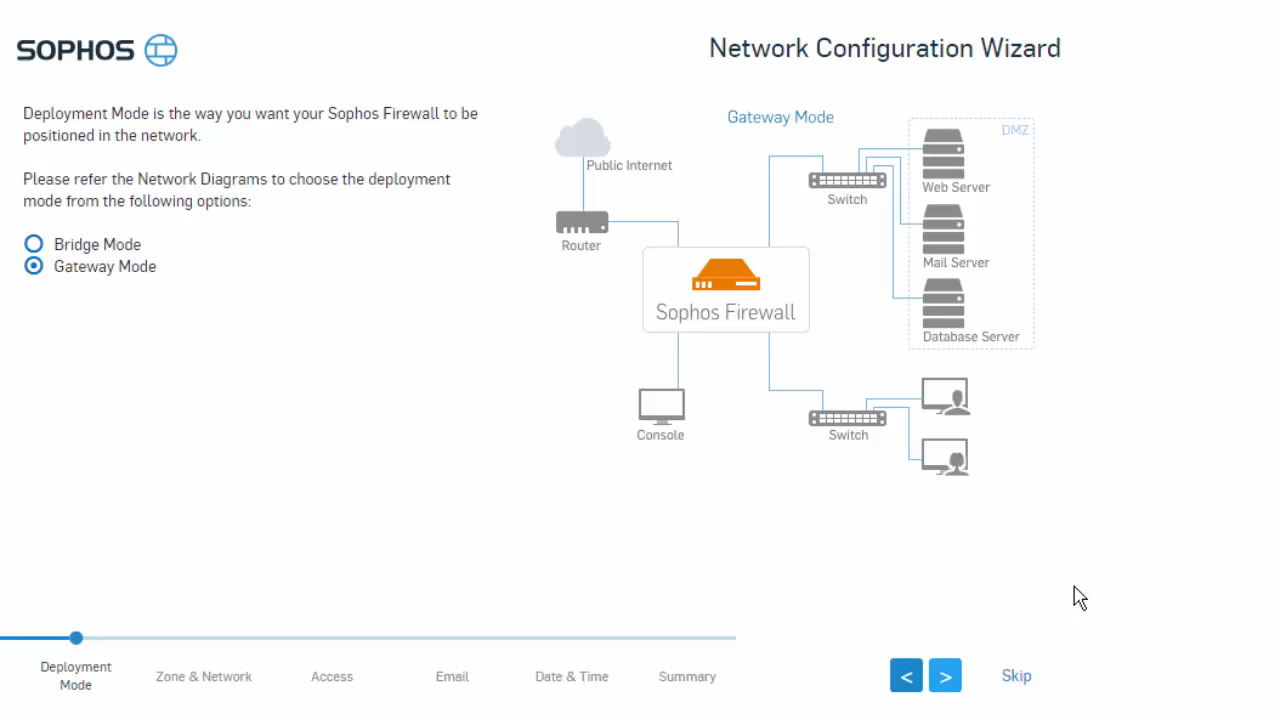 SOPHOS
Network Configuration Wizard
Deployment Mode is the way you want your Sophos Firewall to be
positioned in the network.
Please refer the Network Diagrams to choose the deployment
mode from the following options:
Bridge Mode
Gateway Mode
Gateway Mode
Public Internet
Router
Sophos Firewall
Console
Switch
DMZ
Web Server
Mail Server
Database Server
Switch
Deployment
Mode
Zone & Network
Access
Email
Date & Time
Summary
<
>
Skip